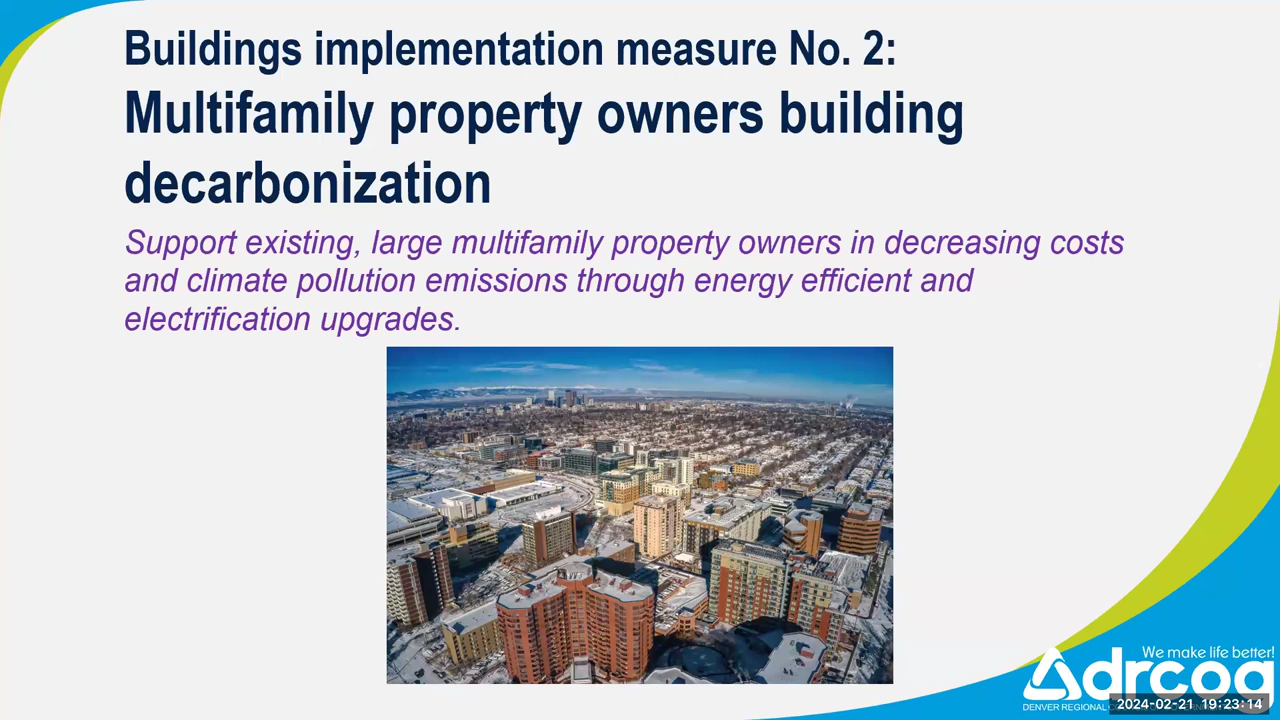 Buildings implementation measure No. 2:
Multifamily property owners building
decarbonization
Support existing, large multifamily property owners in decreasing costs
and climate pollution emissions through energy efficient and
electrification upgrades.
We make life better!
drcog
DENVER REGIONAL
2024-02-21 19:23:14